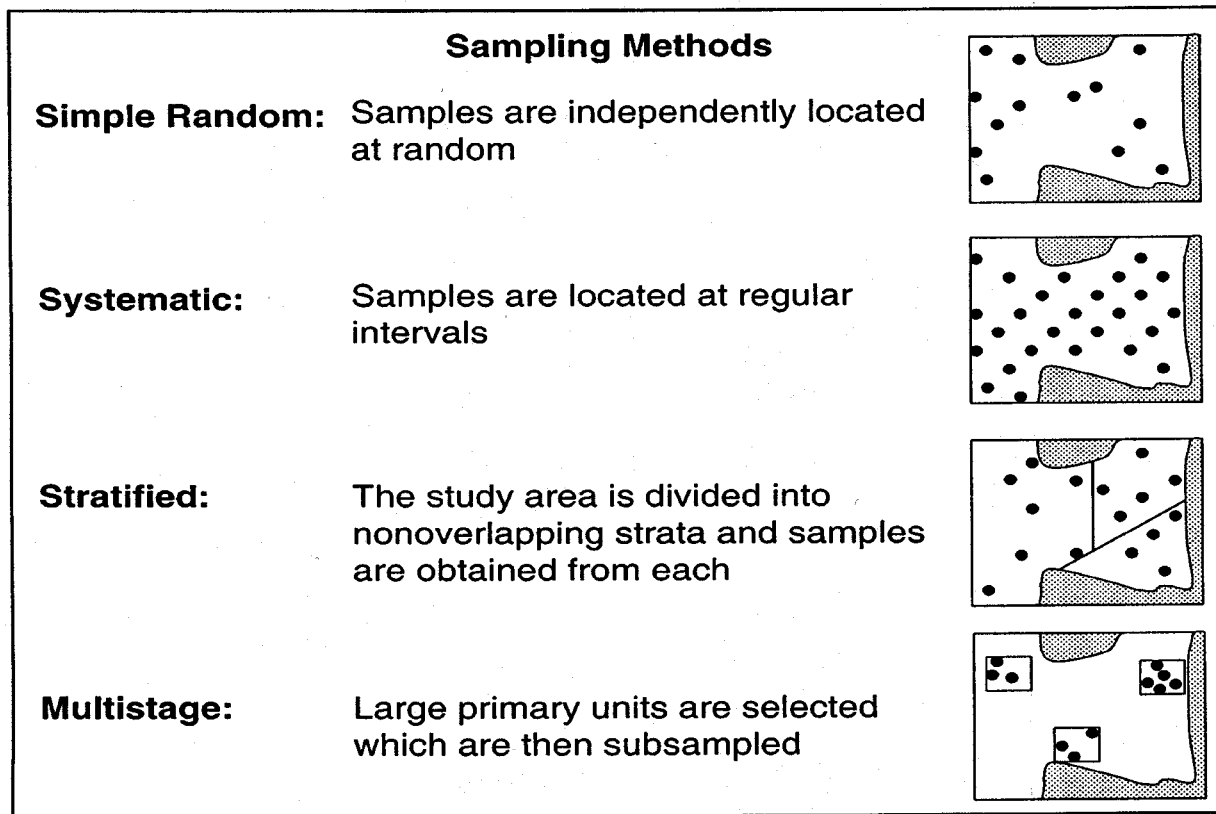 Sampling Methods
Simple Random: Samples are independently located
at random
Systematic: Samples are located at regular
intervals
Stratified: The study area is divided into
nonoverlapping strata and samples
are obtained from each
Multistage: Large primary units are selected
which are then subsampled